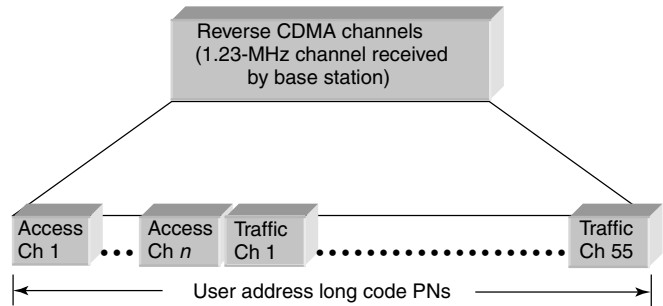 Reverse CDMA channels
(1.23-MHz channel received
by base station)
Access
Ch 1
Access
Ch n
Traffic
Ch 1
Traffic
Ch 55
User address long code PNs